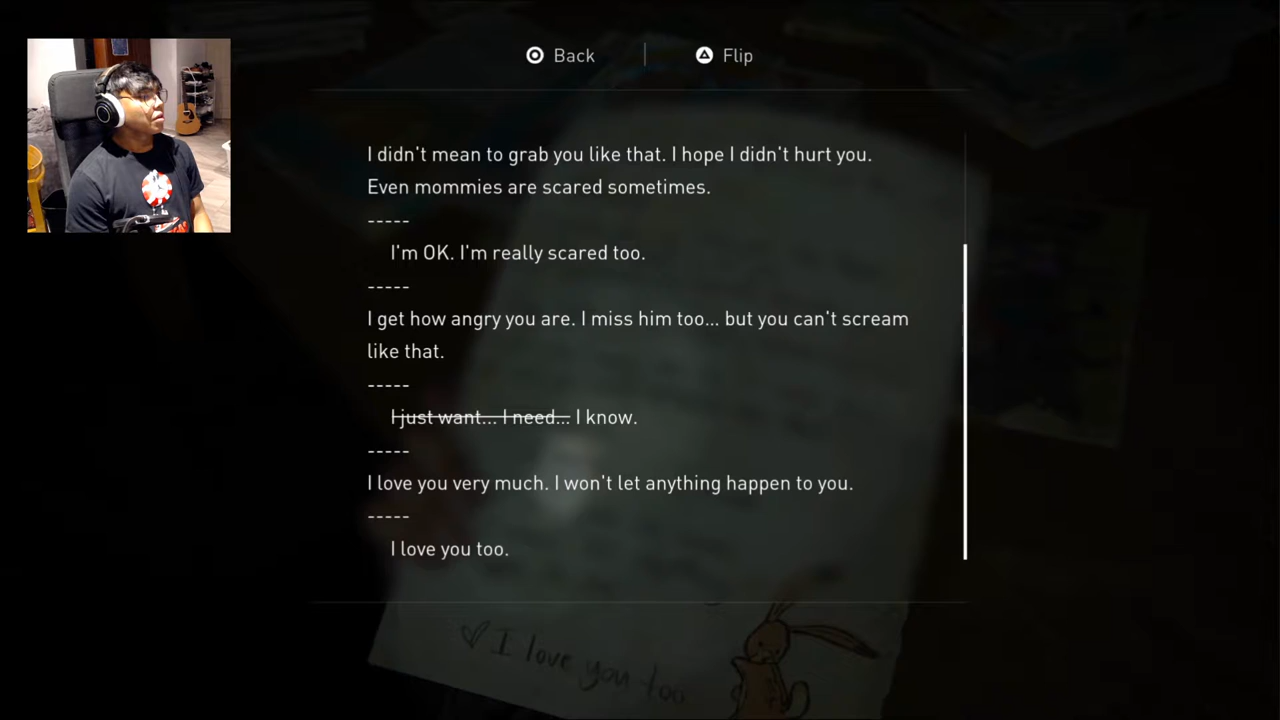 Back | Flip
I didn't mean to grab you like that. I hope I didn't hurt you.
Even mommies are scared sometimes.
-----
I'm OK. I'm really scared too.
-----
I get how angry you are. I miss him too... but you can't scream
like that.
-----
I just want... I need... I know.
-----
I love you very much. I won't let anything happen to you.
-----
I love you too.
I love you too